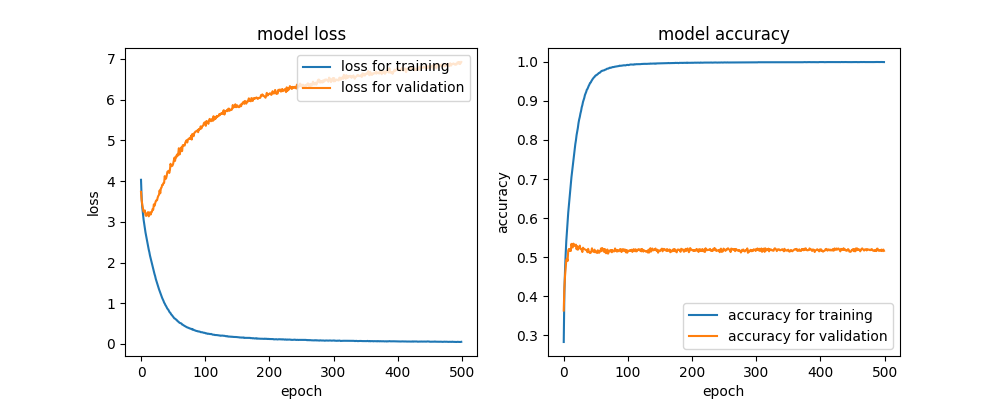 model loss
7
6
5
4
3
2
1
0
loss
loss for training
loss for validation
0 100 200 300 400 500
epoch
model accuracy
1.0
0.9
0.8
0.7
0.6
0.5
0.4
0.3
accuracy
accuracy for training
accuracy for validation
0 100 200 300 400 500
epoch